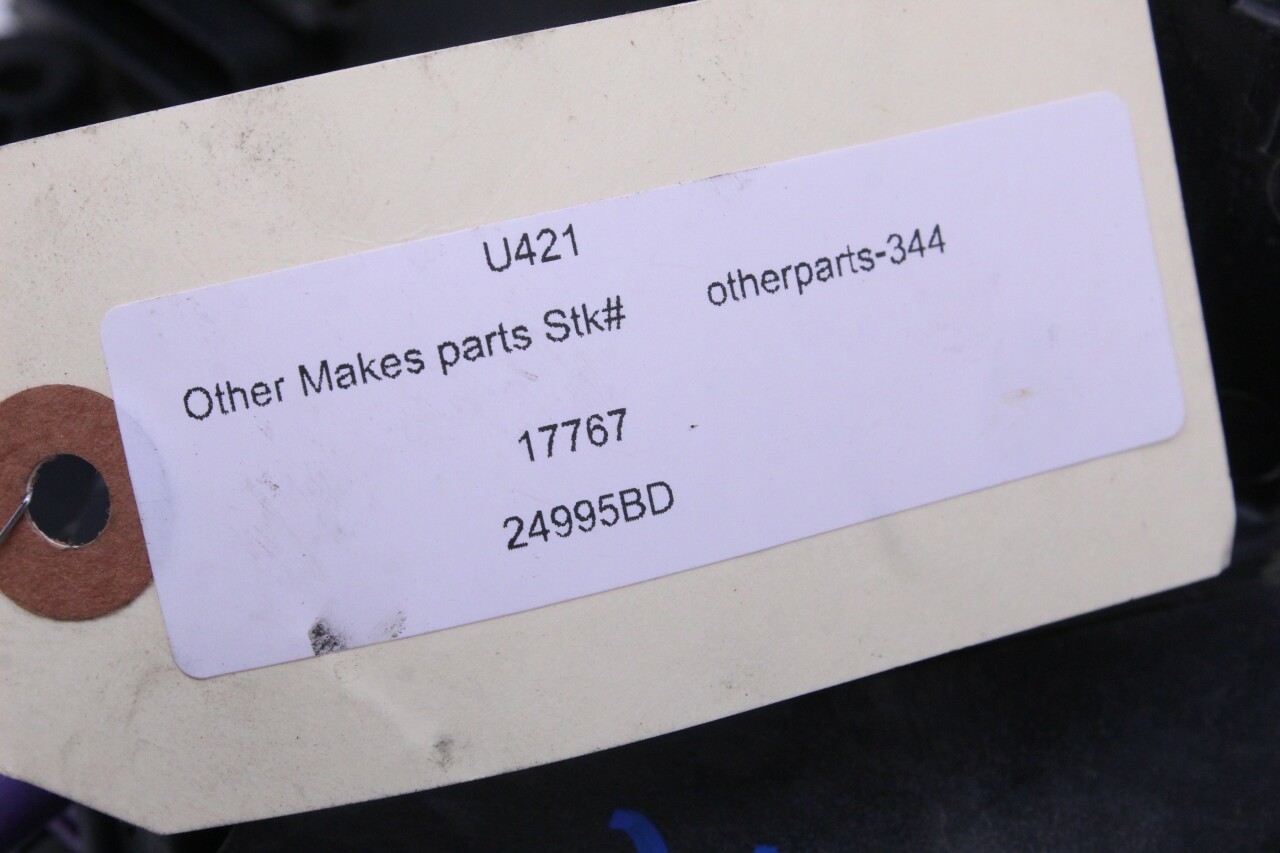 U421
Other Makes parts Stk# otherparts-344
17767
24995BD